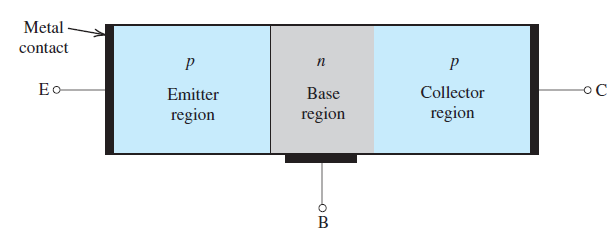 Metal
contact
p
n
p
E
Emitter
region
Base
region
Collector
region
C
B